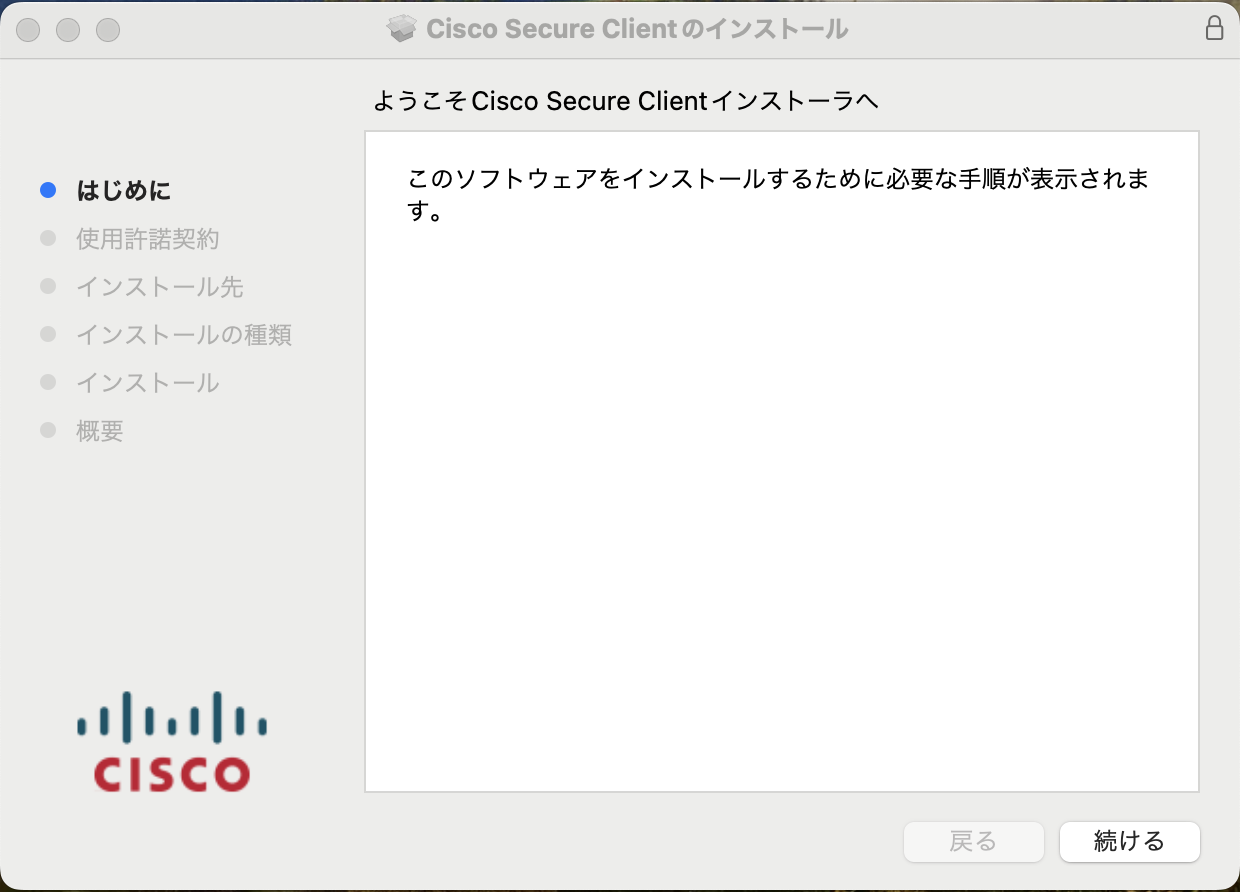 Cisco Secure Clientのインストール
ようこそCisco Secure Clientインストーラへ
はじめに
使用許諾契約
インストール先
インストールの種類
インストール
概要
このソフトウェアをインストールするために必要な手順が表示されま
す。
CISCO
戻る
続ける